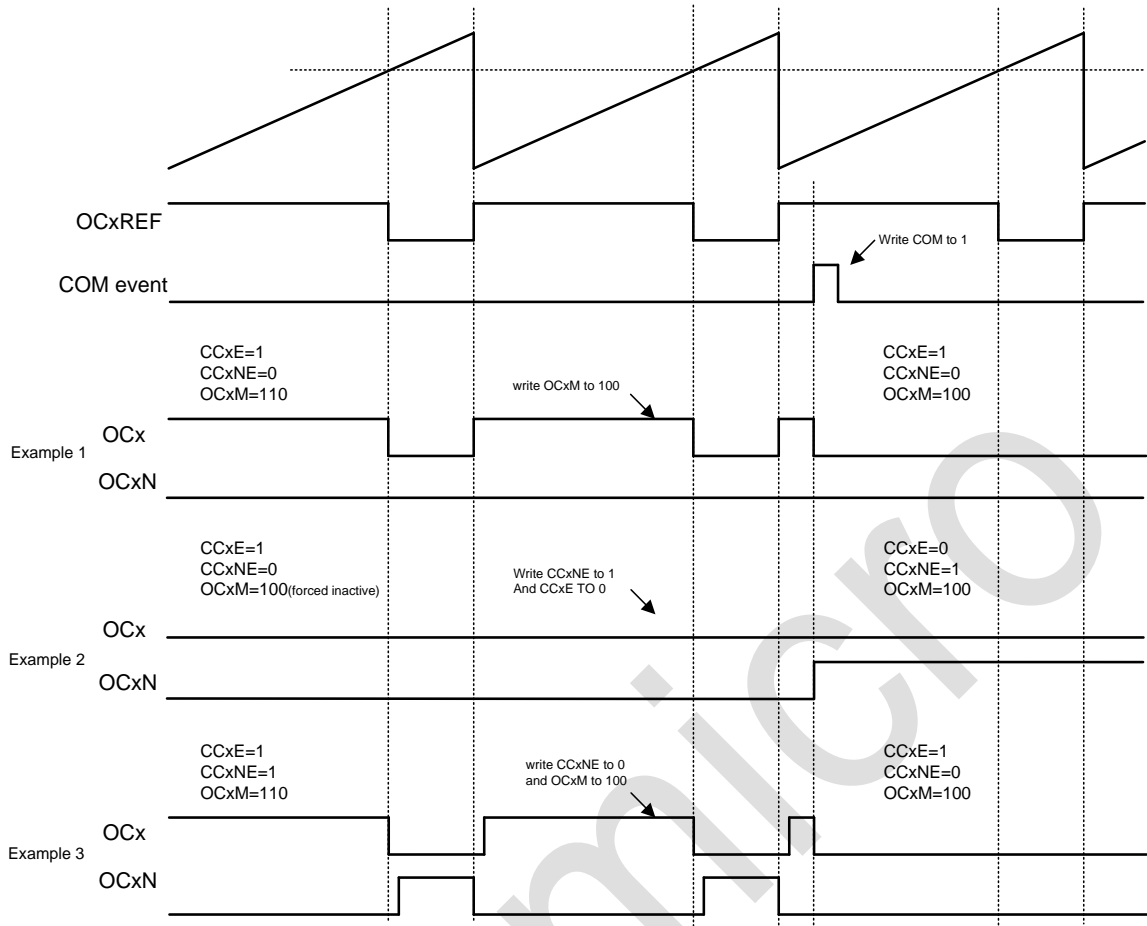 OCxREF
Write COM to 1
COM event
CCxE=1
CCxNE=0
OCxM=110
write OCxM to 100
CCxE=1
CCxNE=0
OCxM=100
OCx
Example 1
OCxN
CCxE=1
CCxNE=0
OCxM=100(forced inactive)
Write CCxNE to 1
And CCxE TO 0
CCxE=0
CCxNE=1
OCxM=100
OCx
Example 2
OCxN
CCxE=1
CCxNE=1
OCxM=110
write CCxNE to 0
and OCxM to 100
CCxE=1
CCxNE=0
OCxM=100
OCx
Example 3
OCxN
micro